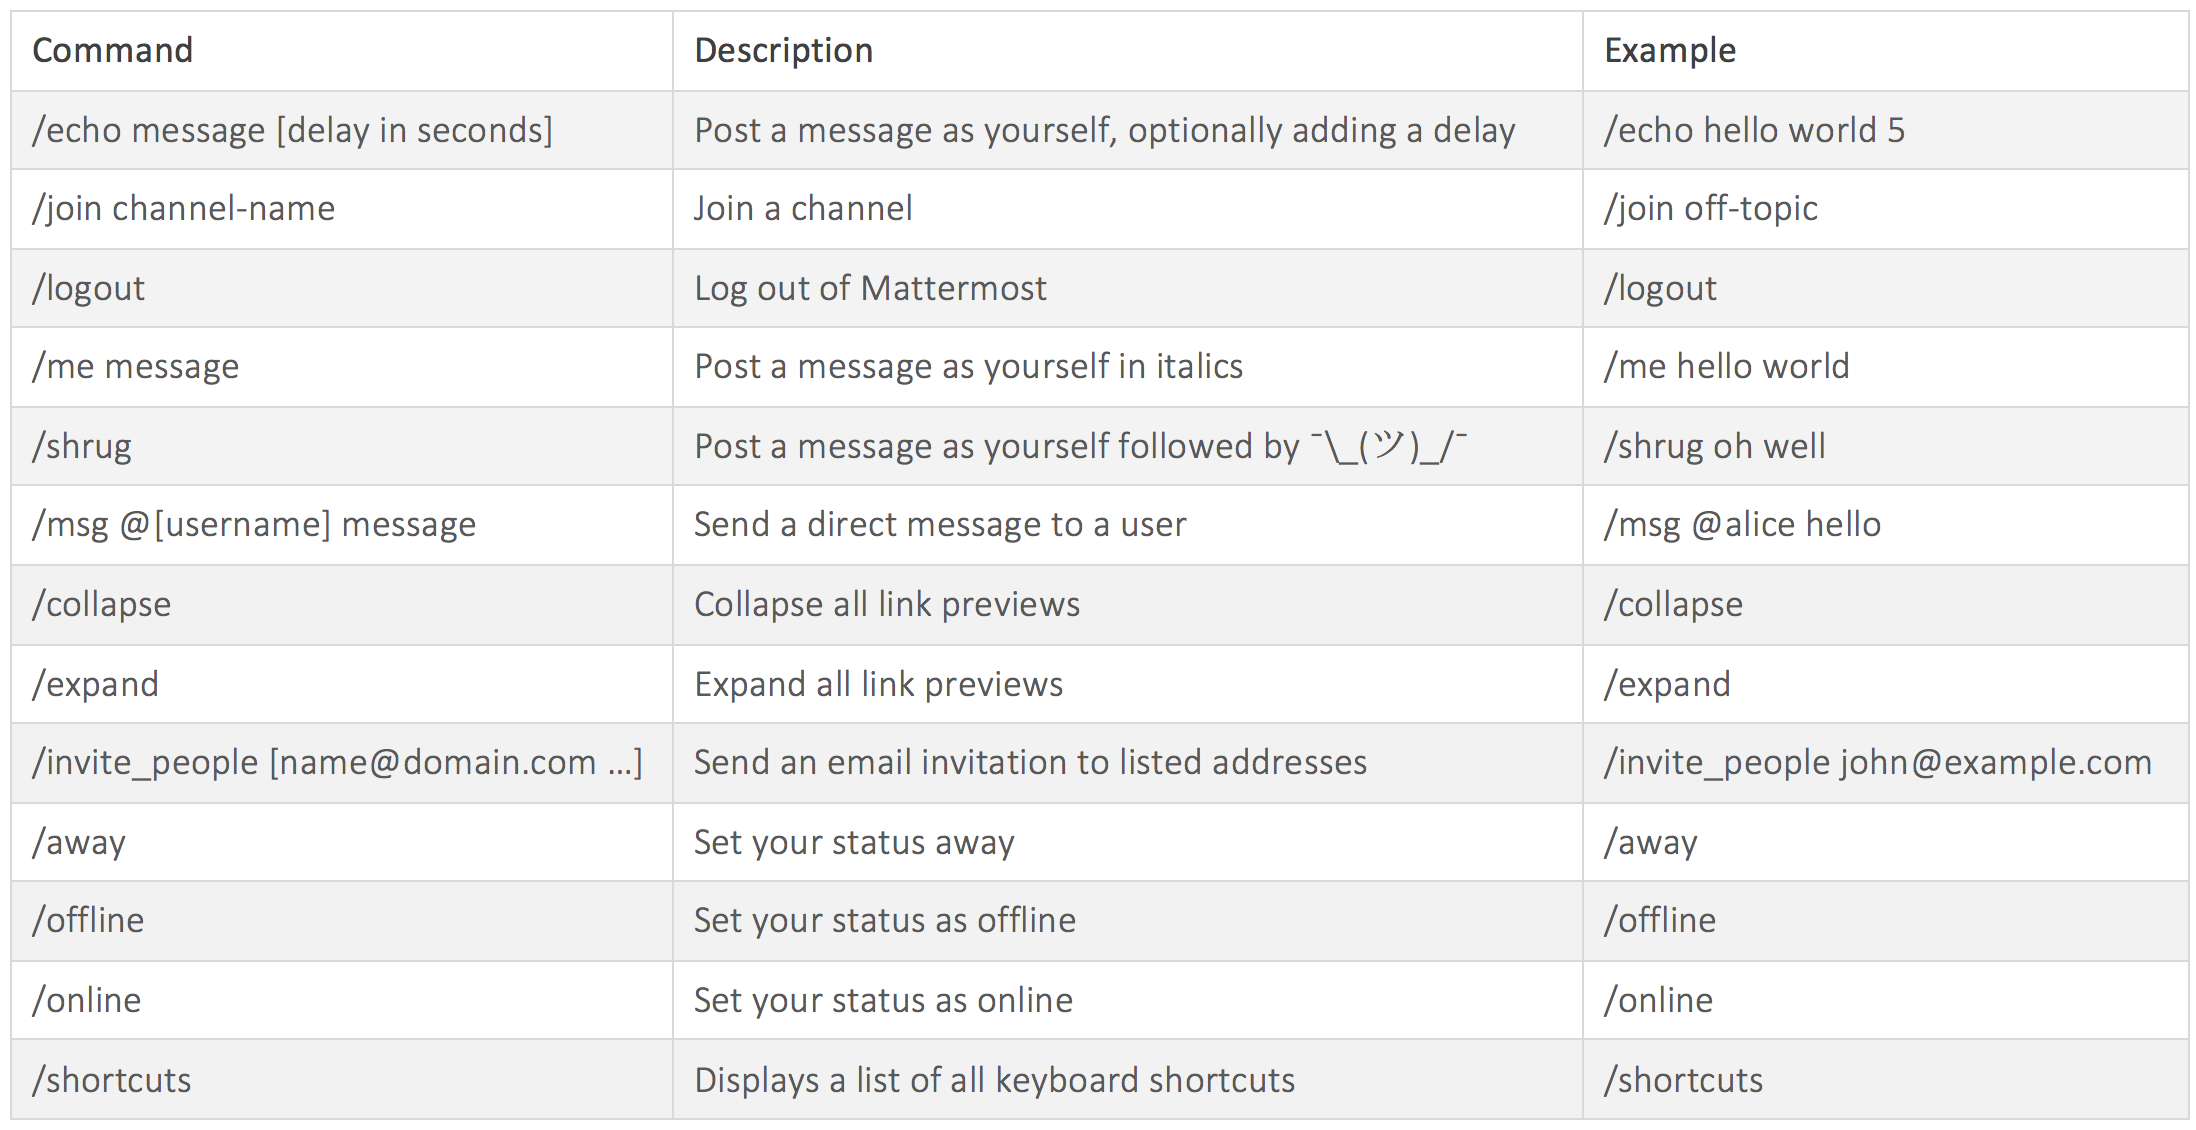 Command Description Example
/echo message [delay in seconds] Post a message as yourself, optionally adding a delay /echo hello world 5
/join channel-name Join a channel /join off-topic
/logout Log out of Mattermost /logout
/me message Post a message as yourself in italics /me hello world
/shrug Post a message as yourself followed by ¯\_(ツ)_/¯ /shrug oh well
/msg @[username] message Send a direct message to a user /msg @alice hello
/collapse Collapse all link previews /collapse
/expand Expand all link previews /expand
/invite_people [name@domain.com ...] Send an email invitation to listed addresses /invite_people john@example.com
/away Set your status away /away
/offline Set your status as offline /offline
/online Set your status as online /online
/shortcuts Displays a list of all keyboard shortcuts /shortcuts